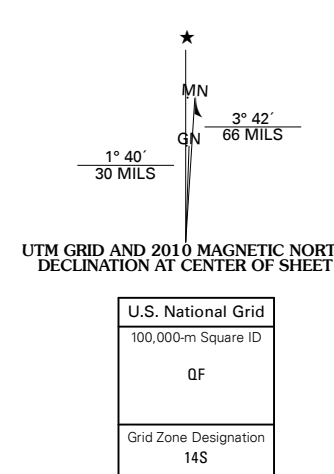 ★
MN
3° 42´
66 MILS
GN
1° 40´
30 MILS
UTM GRID AND 2010 MAGNETIC NORT
DECLINATION AT CENTER OF SHEET
U.S. National Grid
100,000-m Square ID
QF
Grid Zone Designation
14S